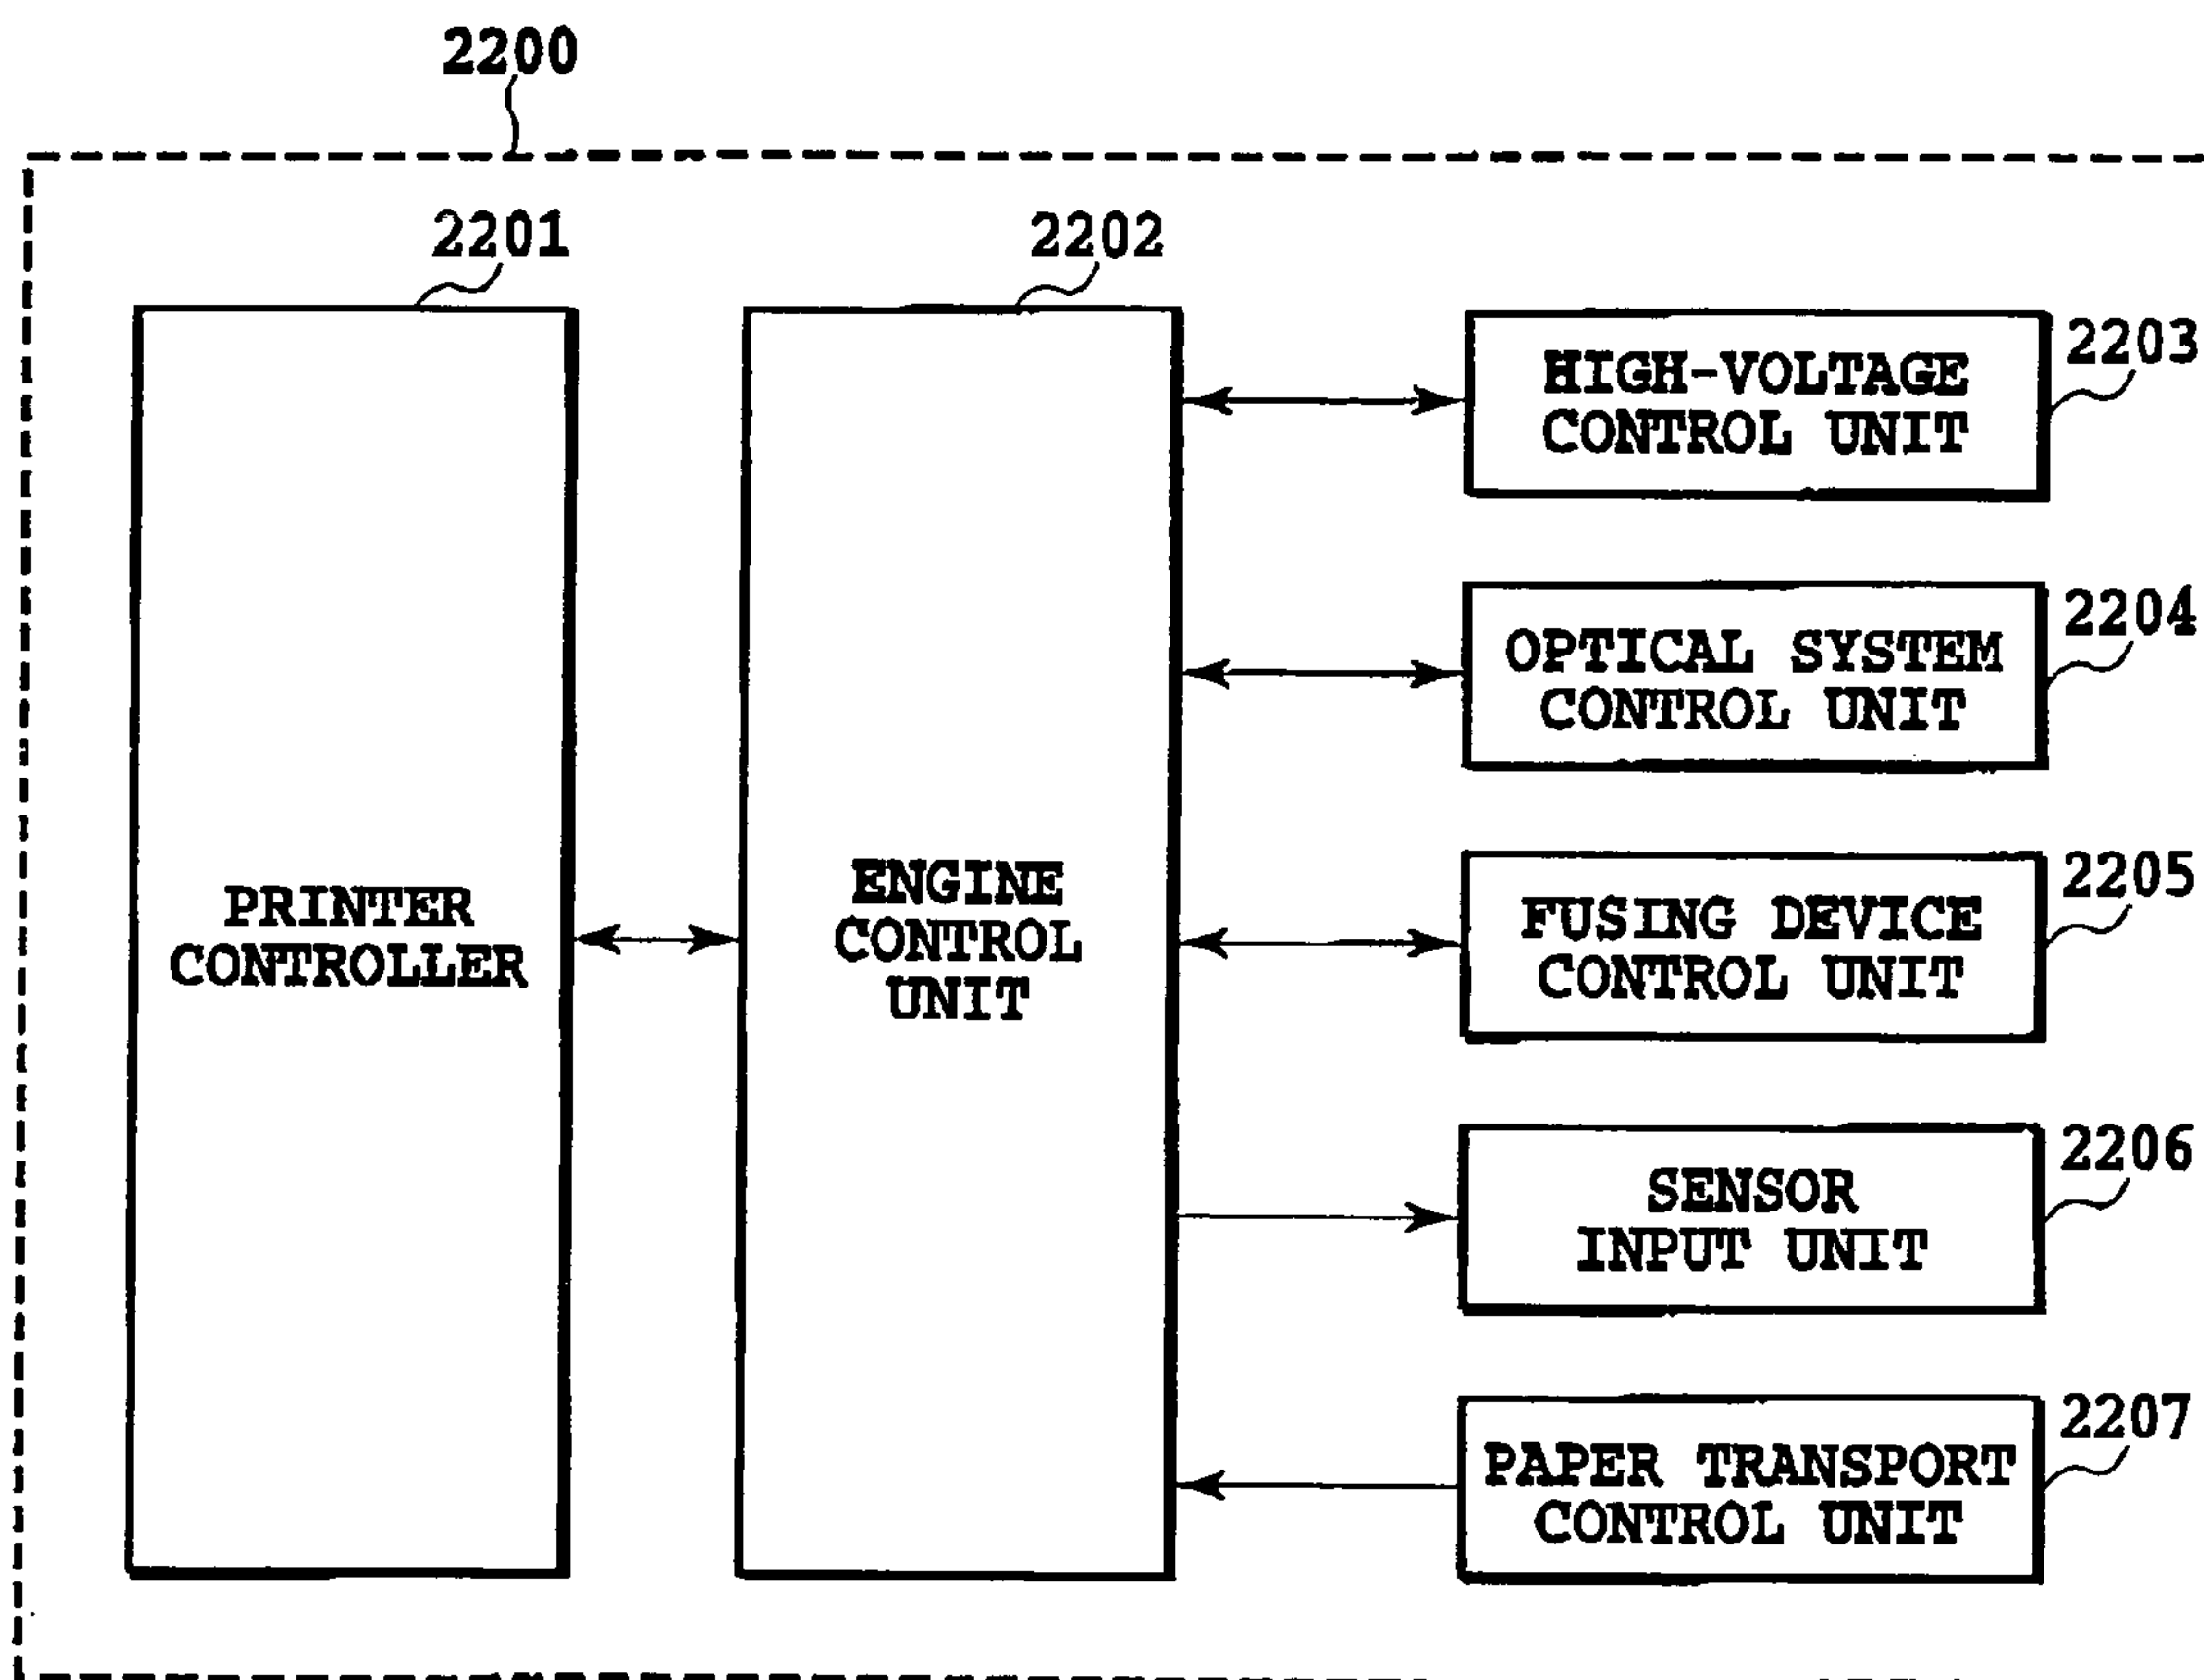 2200
2201
2202
PRINTER
CONTROLLER
ENGINE
CONTROL
UNIT
2203
HIGH-VOLTAGE
CONTROL UNIT
2204
OPTICAL SYSTEM
CONTROL UNIT
2205
FUSING DEVICE
CONTROL UNIT
2206
SENSOR
INPUT UNIT
2207
PAPER TRANSPORT
CONTROL UNIT